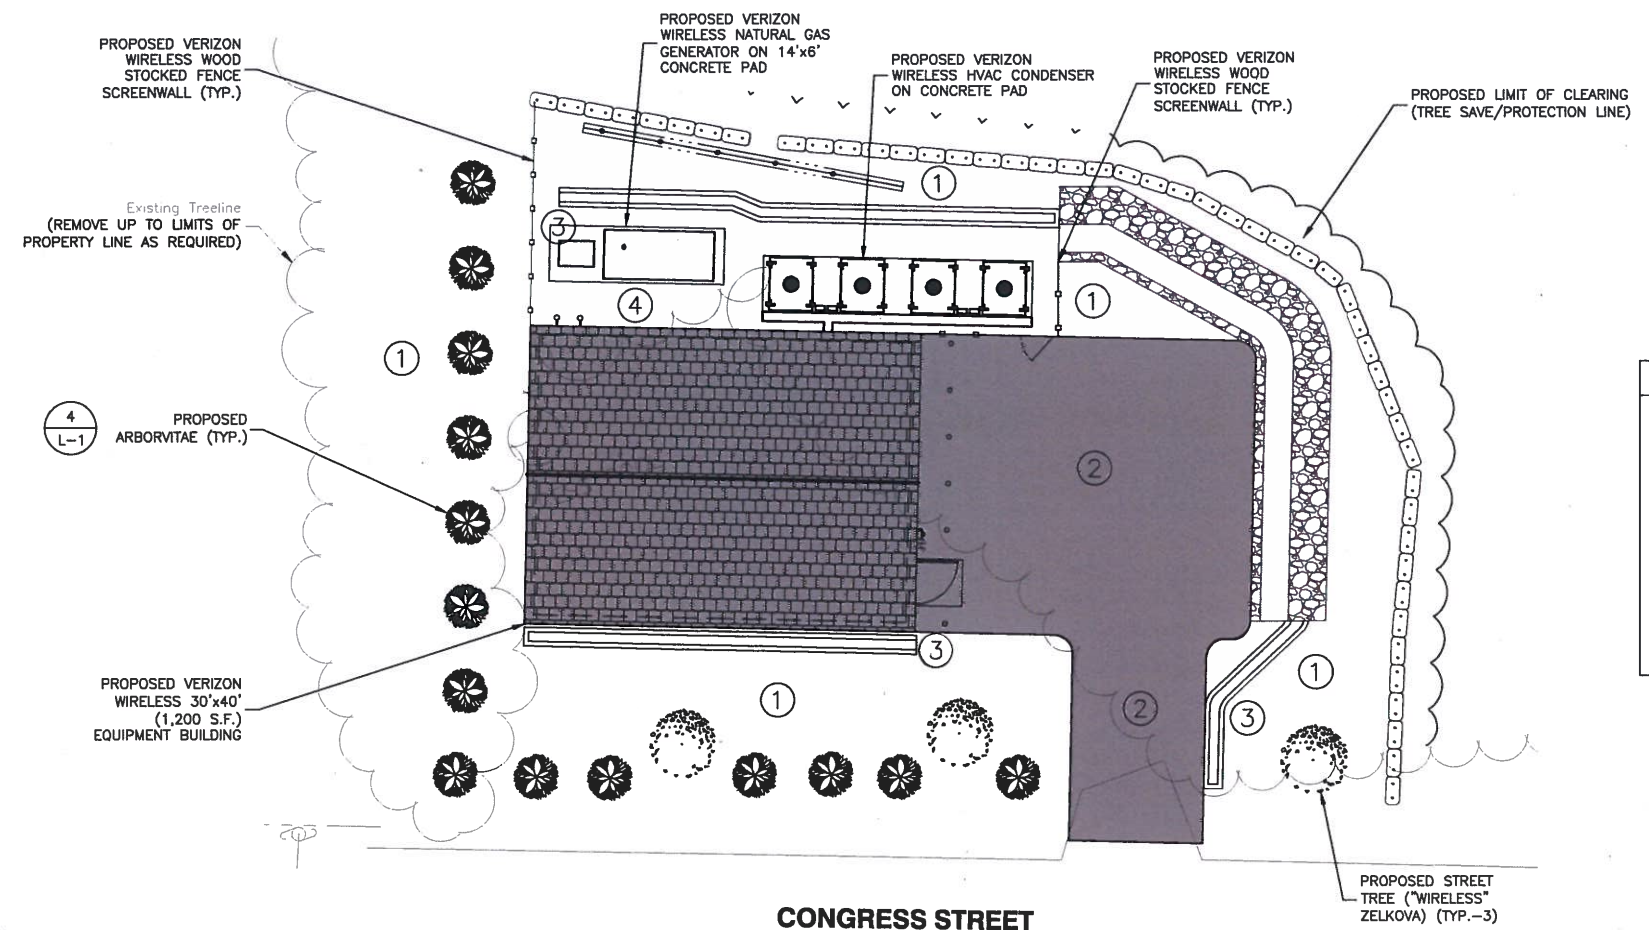 PROPOSED VERIZON
WIRELESS WOOD
STOCKED FENCE
SCREENWALL (TYP.)
PROPOSED VERIZON
WIRELESS NATURAL GAS
GENERATOR ON 14'x6'
CONCRETE PAD
PROPOSED VERIZON
WIRELESS HVAC CONDENSER
ON CONCRETE PAD
PROPOSED VERIZON
WIRELESS WOOD
STOCKED FENCE
SCREENWALL (TYP.)
PROPOSED LIMIT OF CLEARING
(TREE SAVE/PROTECTION LINE)
1
Existing Treeline
(REMOVE UP TO LIMITS OF
PROPERTY LINE AS REQUIRED)
3
4
1
1
4
L-1
PROPOSED
ARBORVITAE (TYP.)
2
3
PROPOSED VERIZON
WIRELESS 30'x40'
(1,200 S.F.)
EQUIPMENT BUILDING
1
2
1
3
PROPOSED STREET
TREE ("WIRELESS"
ZELKOVA) (TYP.-3)
CONGRESS STREET